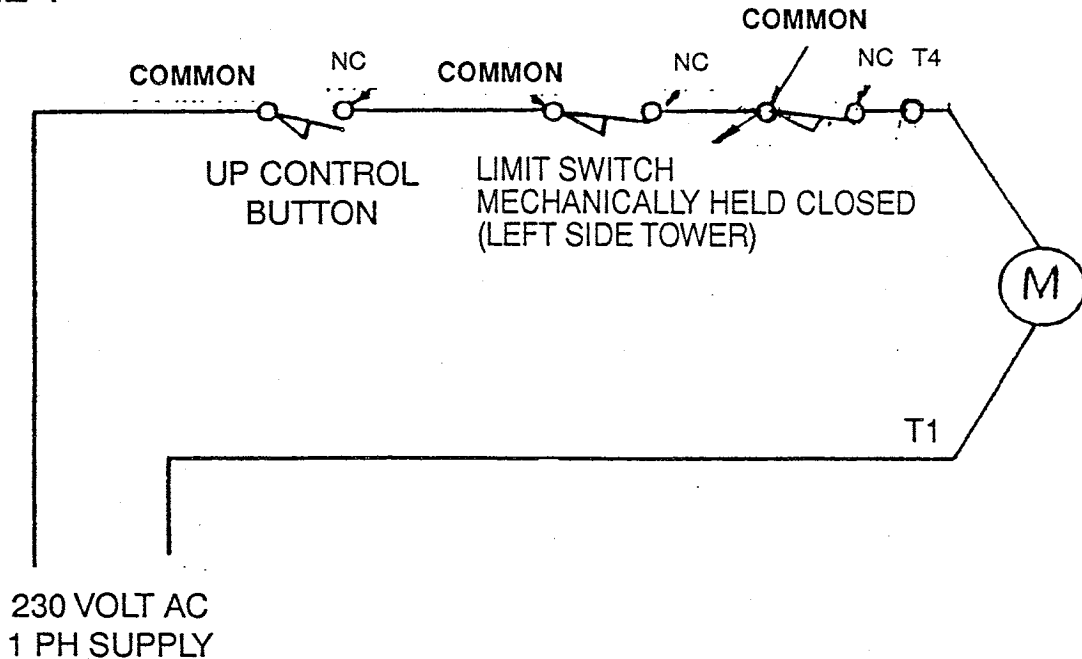 COMMON
COMMON NC COMMON NC NC T4
UP CONTROL
BUTTON
LIMIT SWITCH
MECHANICALLY HELD CLOSED
(LEFT SIDE TOWER)
M
T1
230 VOLT AC
1 PH SUPPLY